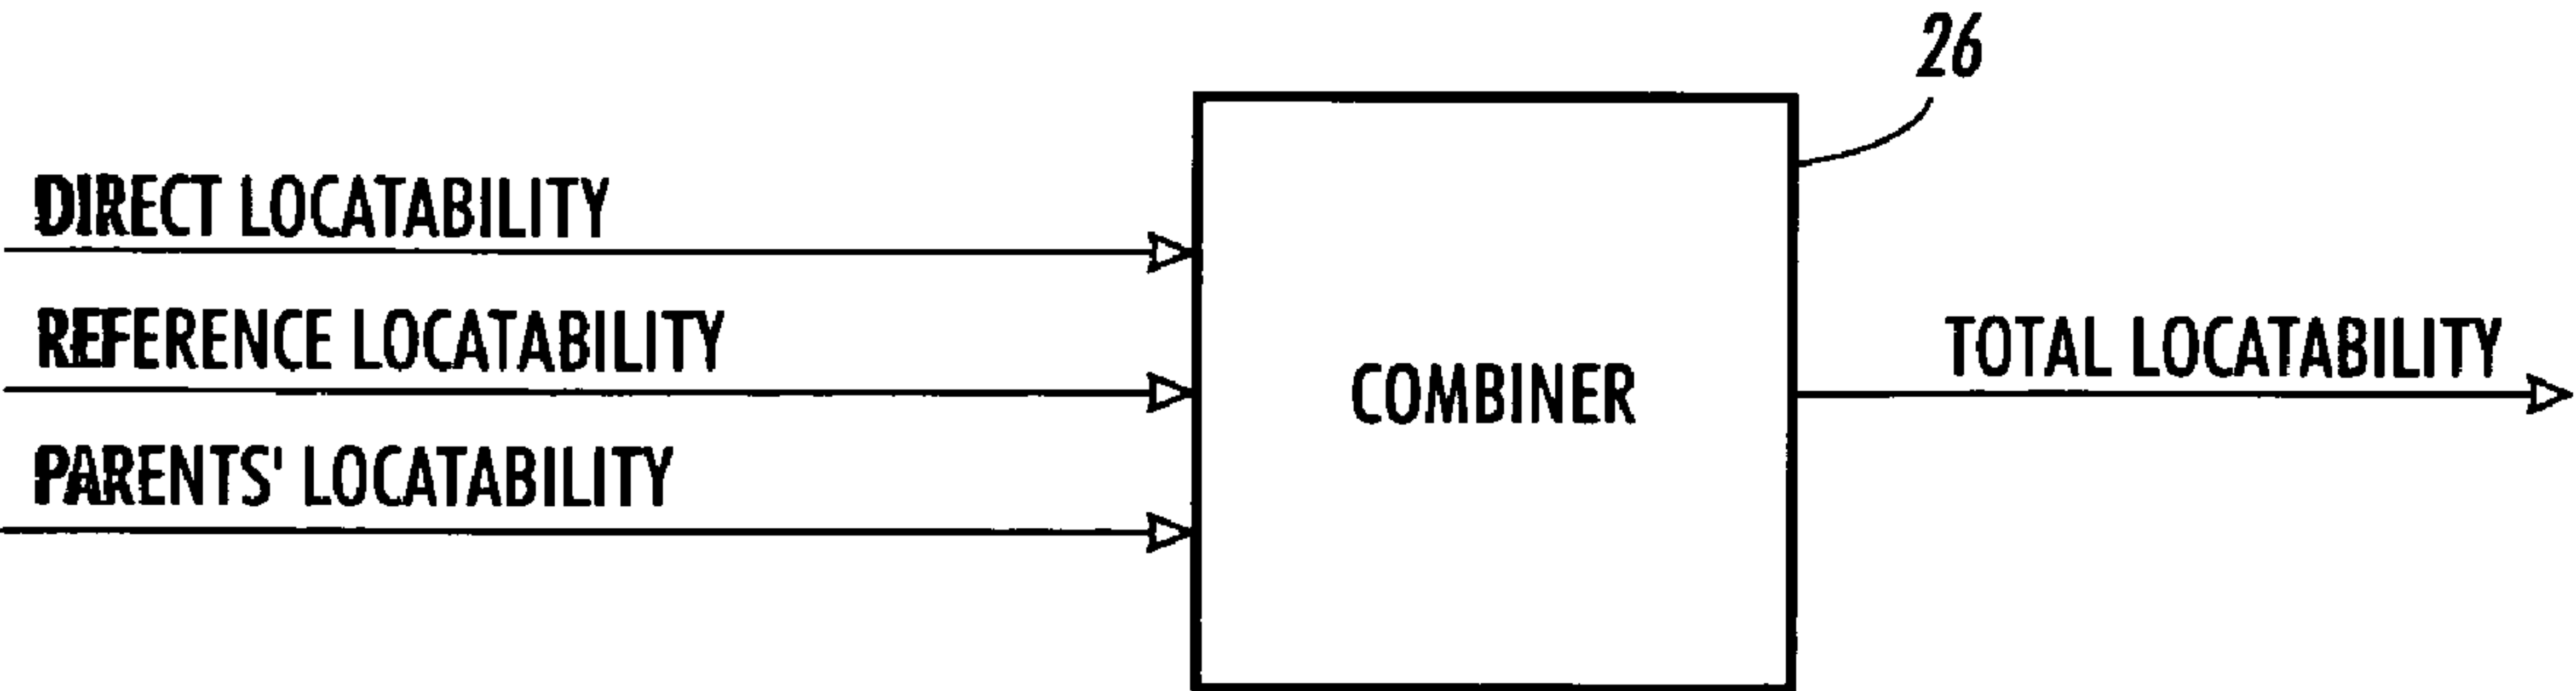 26
DIRECT LOCATABILITY
REFERENCE LOCATABILITY
PARENTS' LOCATABILITY
COMBINER
TOTAL LOCATABILITY